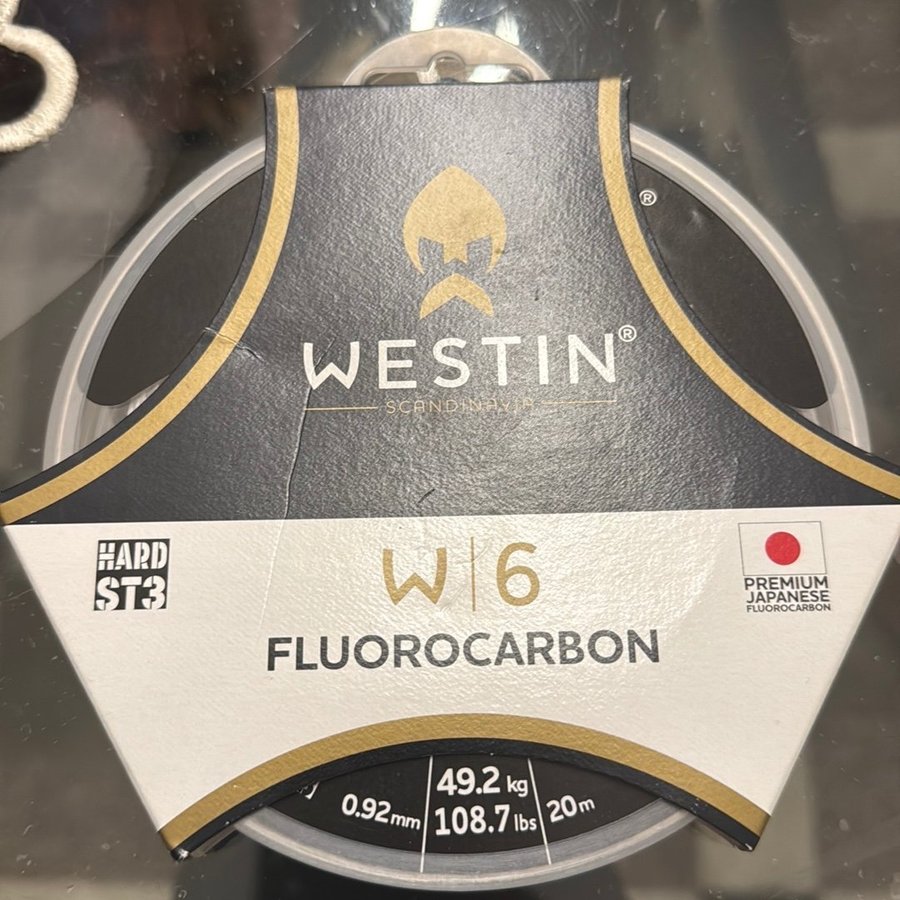 ®
WESTIN®
SCANDINAVIA
HARD
ST3
W|6
PREMIUM
JAPANESE
FLUOROCARBON
FLUOROCARBON
0.92mm
49.2 kg
108.7 lbs
20m